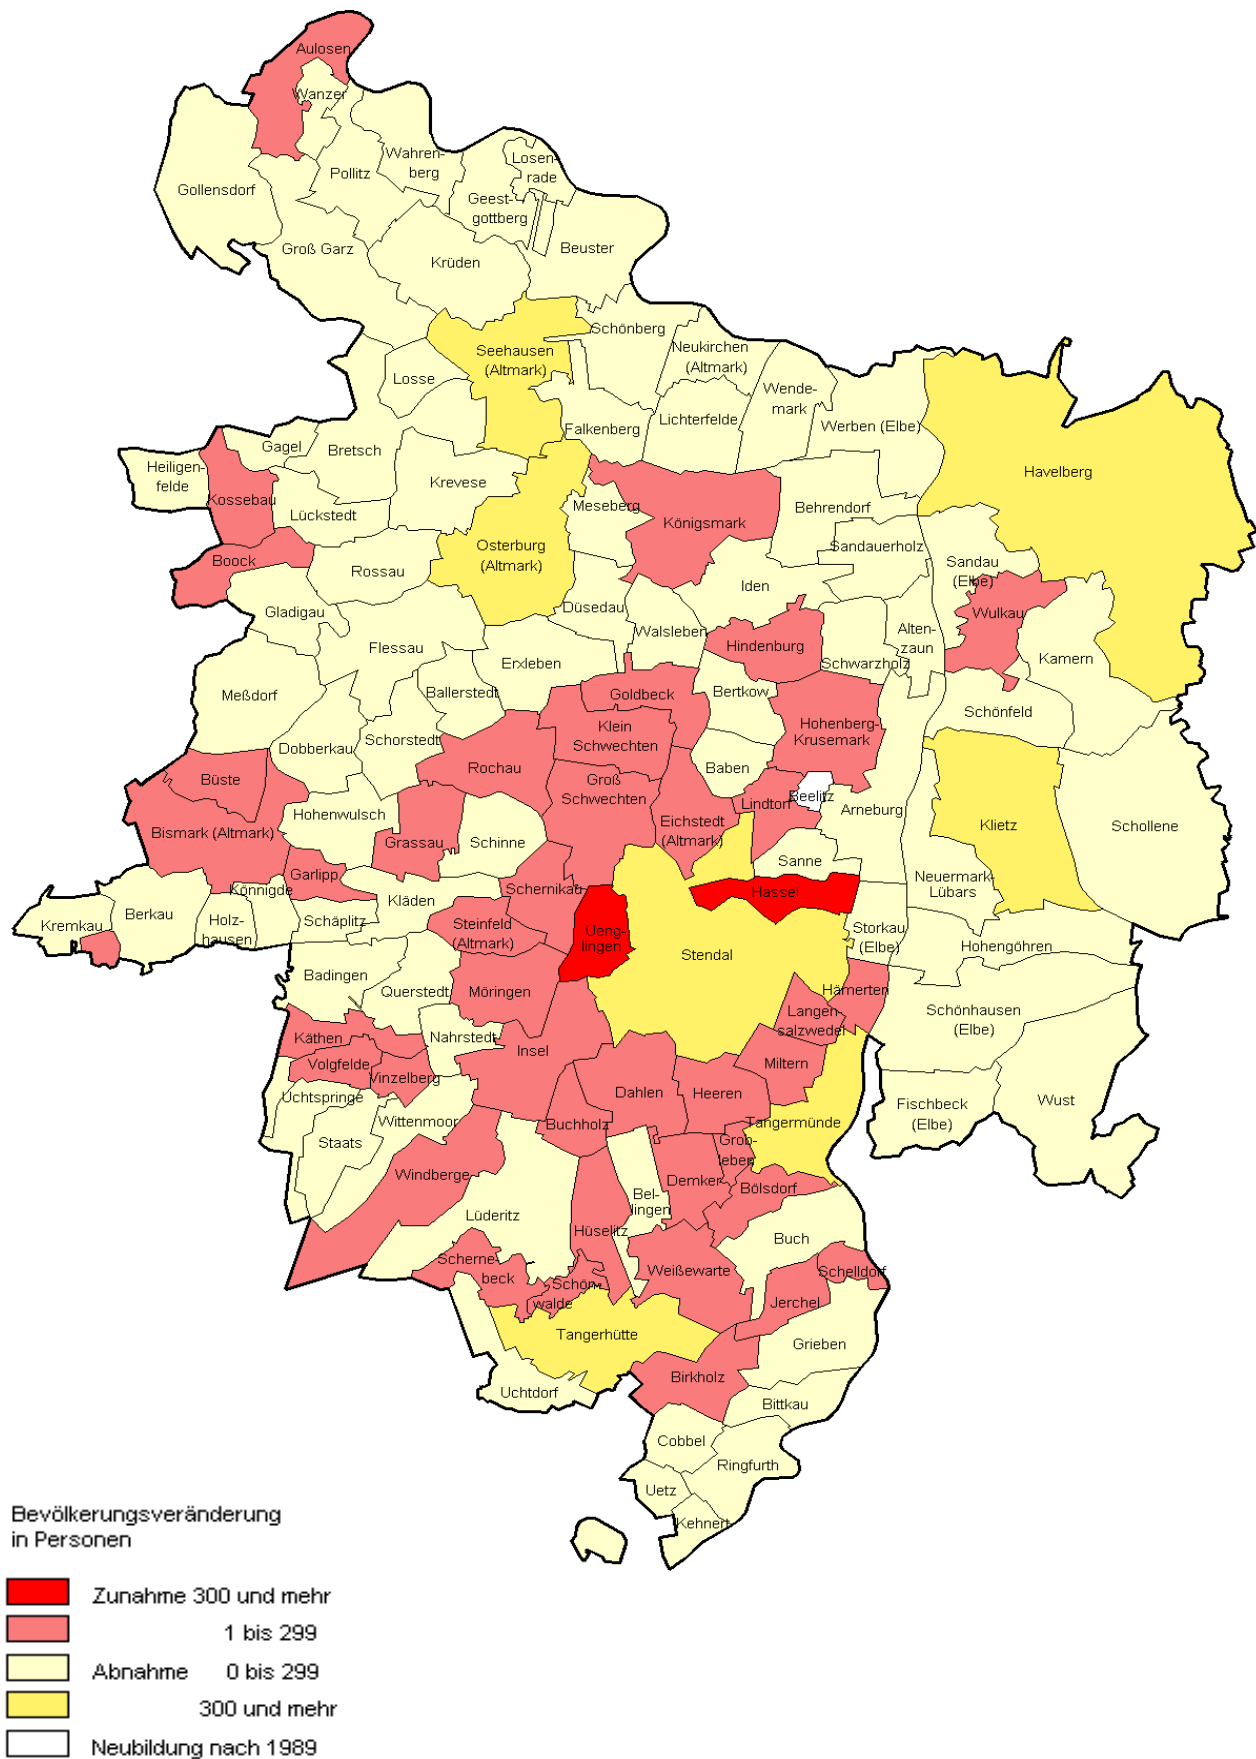 Aulosen
Wanzer
Losen-
rade
Wahren-
berg
Pollitz
Gollensdorf
Geest-
gottberg
Groß Garz
Beuster
Krüden
Schönberg
Seehausen
(Altmark)
Neukirchen
(Altmark)
Losse
Wende-
mark
Lichterfelde
Falkenberg
Werben (Elbe)
Gagel
Bretsch
Heiligen-
felde
Havelberg
Krevese
Kossebau
Meseberg
Behrendorf
Lückstedt
Königsmark
Osterburg
(Altmark)
Sandauerholz
Boock
Rossau
Sandau
(Elbe)
Iden
Düsedau
Gladigau
Wulkau
Walsleben
Alten-
zaun
Flessau
Hindenburg
Erxleben
Schwarzholz
Kamern
Meßdorf
Ballerstedt
Goldbeck
Bertkow
Schönfeld
Klein
Schwechten
Hohenberg-
Krusemark
Dobberkau
Schorstedt
Rochau
Baben
Büste
Groß
Schwechten
Beelitz
Lindtorf
Arneburg
Hohenwulsch
Eichstedt
(Altmark)
Klietz
Schollene
Bismark (Altmark)
Grassau
Schinne
Sanne
Garlipp
Könnigde
Schernikau
Hassel
Neuermark-
Lübars
Kläden
Berkau
Kremkau
Holz-
hausen
Schäplitz
Steinfeld
(Altmark)
Ueng-
lingen
Storkau
(Elbe)
Hohengöhren
Stendal
Badingen
Querstedt
Möringen
Hämerten
Langen-
salzwedel
Schönhausen
(Elbe)
Käthen
Nahrstedt
Insel
Volgfelde
Vinzelberg
Miltern
Uchtspringe
Dahlen
Heeren
Wust
Fischbeck
(Elbe)
Wittenmoor
Buchholz
Tangermünde
Staats
Grob-
leben
Windberge
Demker
Bölsdorf
Bel-
lingen
Lüderitz
Hüselitz
Buch
Scherne-
beck
Weißewarte
Schelldorf
Schön-
walde
Jerchel
Tangerhütte
Grieben
Birkholz
Uchtdorf
Bittkau
Cobbel
Ringfurth
Uetz
Kehnert
Bevölkerungsveränderung
in Personen
Zunahme 300 und mehr
1 bis 299
Abnahme 0 bis 299
300 und mehr
Neubildung nach 1989